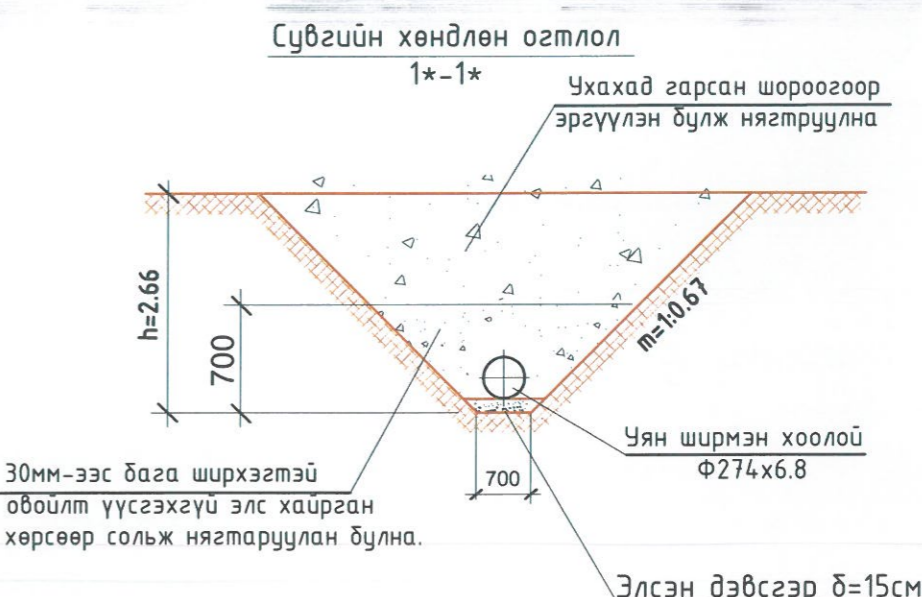 Сувгийн хөндлөн огтлол
1*-1*
Ухахад гарсан шороогоор
эргүүлэн булж нягтруулна
h=2.66
700
m=1:0.67
Уян ширмэн хоолой
Ф274x6.8
700
30мм-ээс бага ширхэгтэй
овойлт үүсгэхгүй элс хайрган
хөрсөөр сольж нягтаруулан булна.
Элсэн дэвсгэр δ=15см